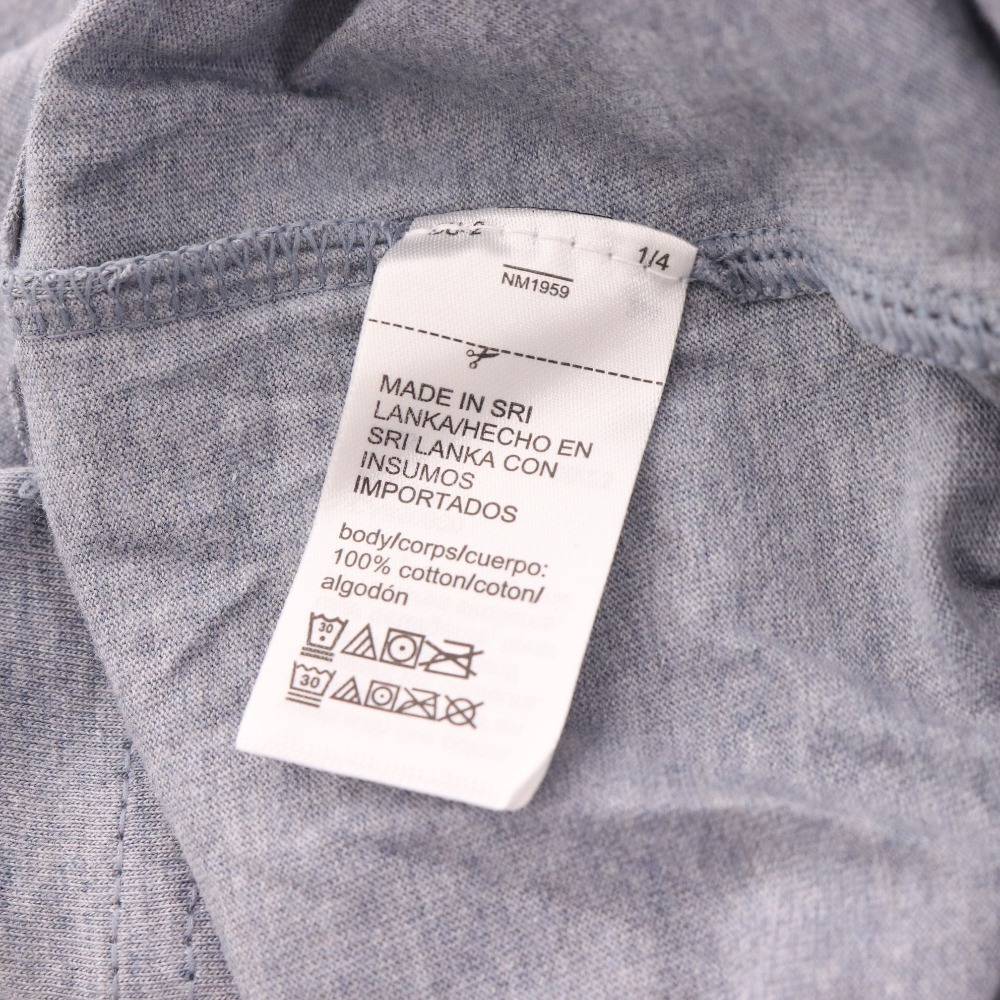 1/4
NM1959
MADE IN SRI
LANKA/HECHO EN
SRI LANKA CON
INSUMOS
IMPORTADOS
body/corps/cuerpo:
100% cotton/coton/
algodón
30
30